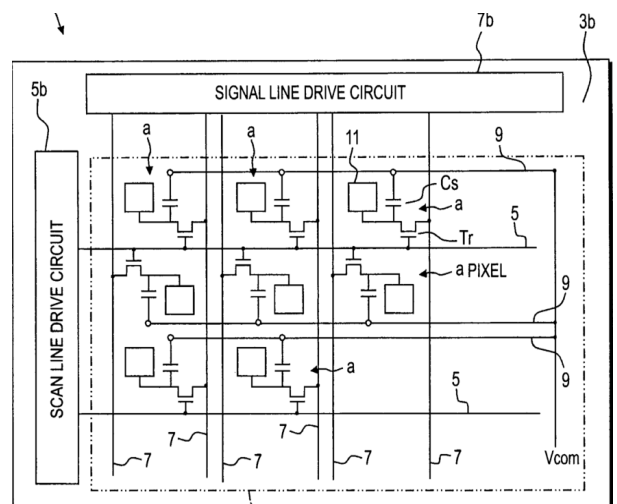 7b
3b
SIGNAL LINE DRIVE CIRCUIT
5b
a
a
11
9
Cs
a
5
Tr
SCAN LINE DRIVE CIRCUIT
a PIXEL
9
9
a
5
7
7
7
7
7
7
Vcom